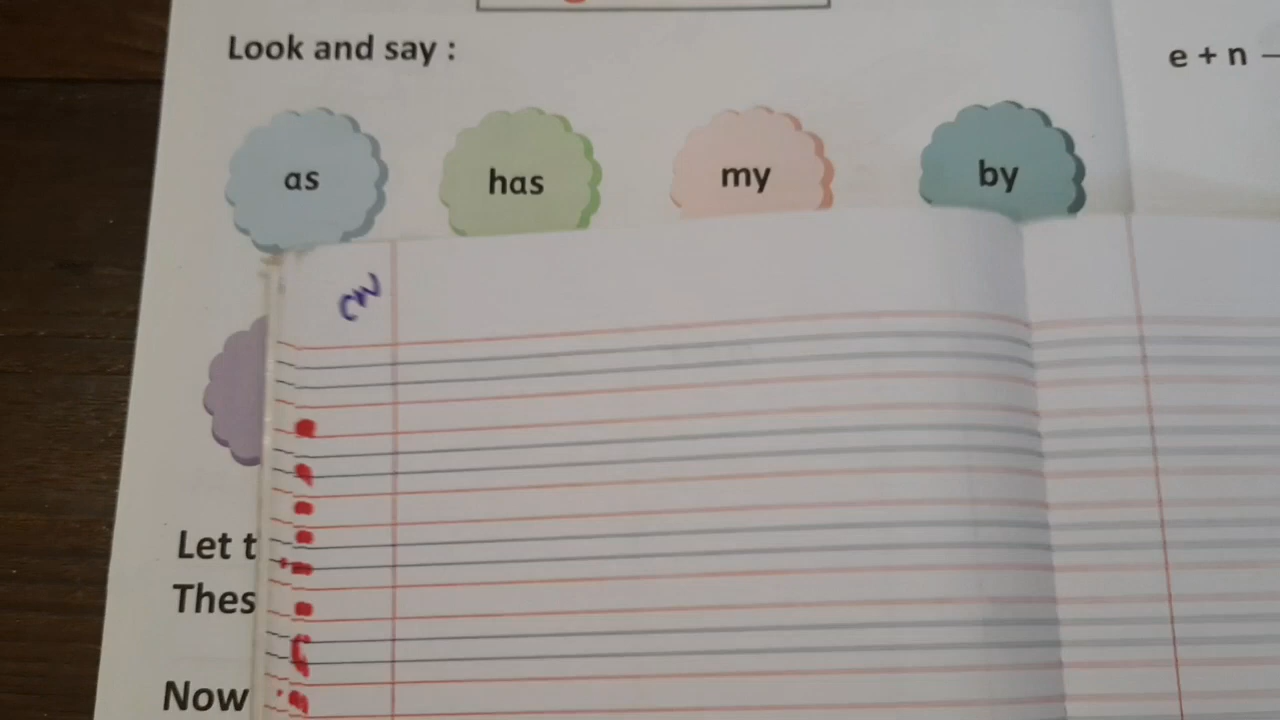 Look and say :
e + n –
as has my by
CW
Let t
Thes
Now